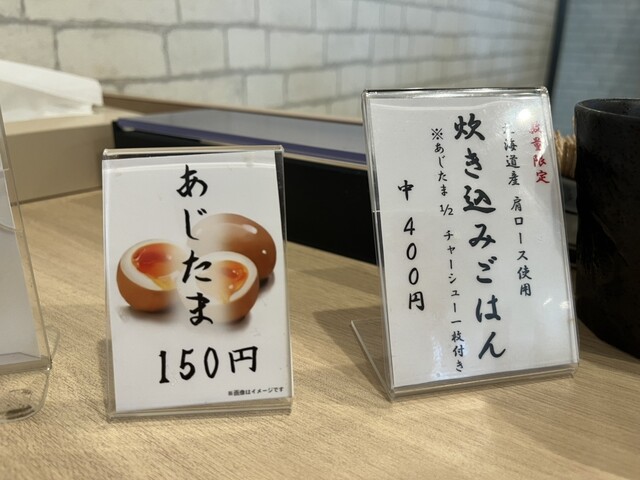 あじたま
150円
※画像はイメージです
数量限定
北海道産 肩ロース使用
炊き込みごはん
※あじたま 1/2 チャーシュー一枚付き
中 400円